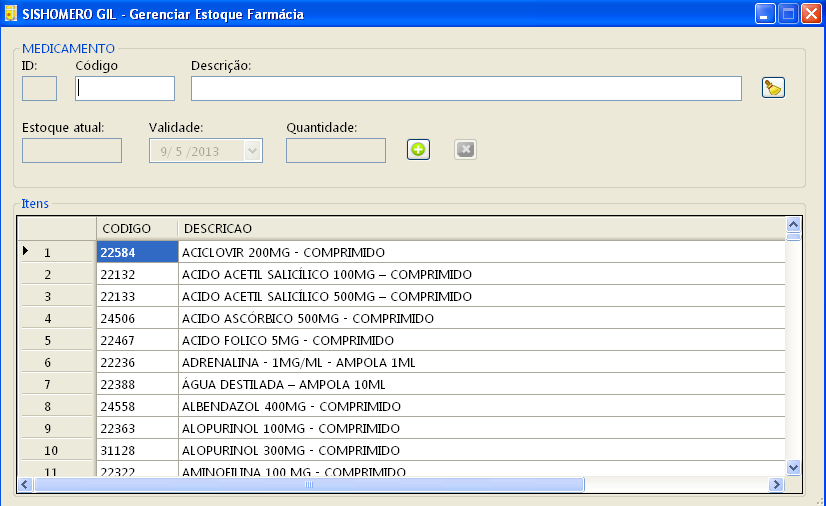 SISHOMERO GIL - Gerenciar Estoque Farmácia
MEDICAMENTO
ID: Código Descrição:
Estoque atual: Validade: Quantidade:
9/ 5 /2013
Itens
CODIGO DESCRICAO
1 22584 ACICLOVIR 200MG - COMPRIMIDO
2 22132 ACIDO ACETIL SALICÍLICO 100MG – COMPRIMIDO
3 22133 ACIDO ACETIL SALICÍLICO 500MG – COMPRIMIDO
4 24506 ACIDO ASCÓRBICO 500MG - COMPRIMIDO
5 22467 ACIDO FOLICO 5MG - COMPRIMIDO
6 22236 ADRENALINA - 1MG/ML - AMPOLA 1ML
7 22388 ÁGUA DESTILADA – AMPOLA 10ML
8 24558 ALBENDAZOL 400MG - COMPRIMIDO
9 22363 ALOPURINOL 100MG - COMPRIMIDO
10 31128 ALOPURINOL 300MG - COMPRIMIDO
11 22322 AMINOFILINA 100 MG - COMPRIMIDO